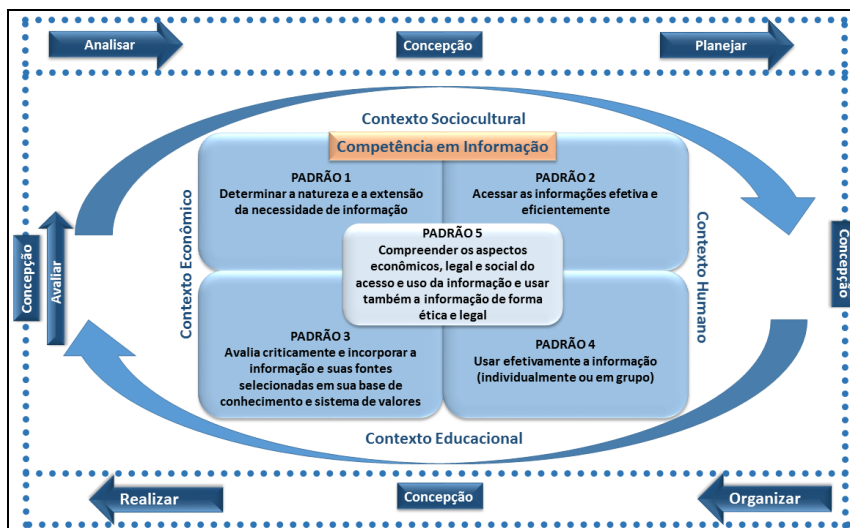 Analisar
Concepção
Planejar
Contexto Sociocultural
Competência em Informação
PADRÃO 1
Determinar a natureza e a extensão
da necessidade de informação
PADRÃO 2
Acessar as informações efetiva e
eficientemente
Contexto Econômico
Contexto Humano
Concepção
Avaliar
Concepção
PADRÃO 5
Compreender os aspectos
econômicos, legal e social do
acesso e uso da informação e usar
também a informação de forma
ética e legal
PADRÃO 3
Avalia criticamente e incorporar a
informação e suas fontes
selecionadas em sua base de
conhecimento e sistema de valores
PADRÃO 4
Usar efetivamente a informação
(individualmente ou em grupo)
Contexto Educacional
Realizar
Concepção
Organizar